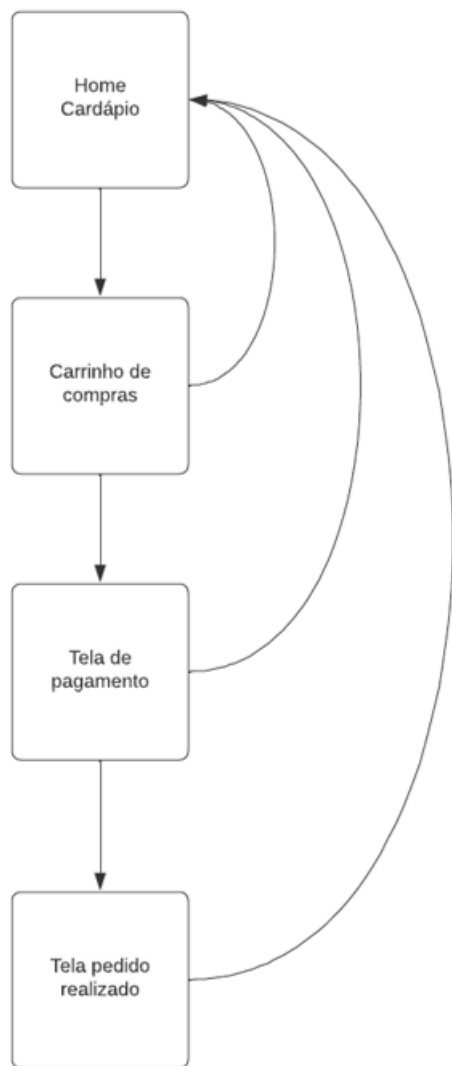 Home
Cardápio
Carrinho de
compras
Tela de
pagamento
Tela pedido
realizado